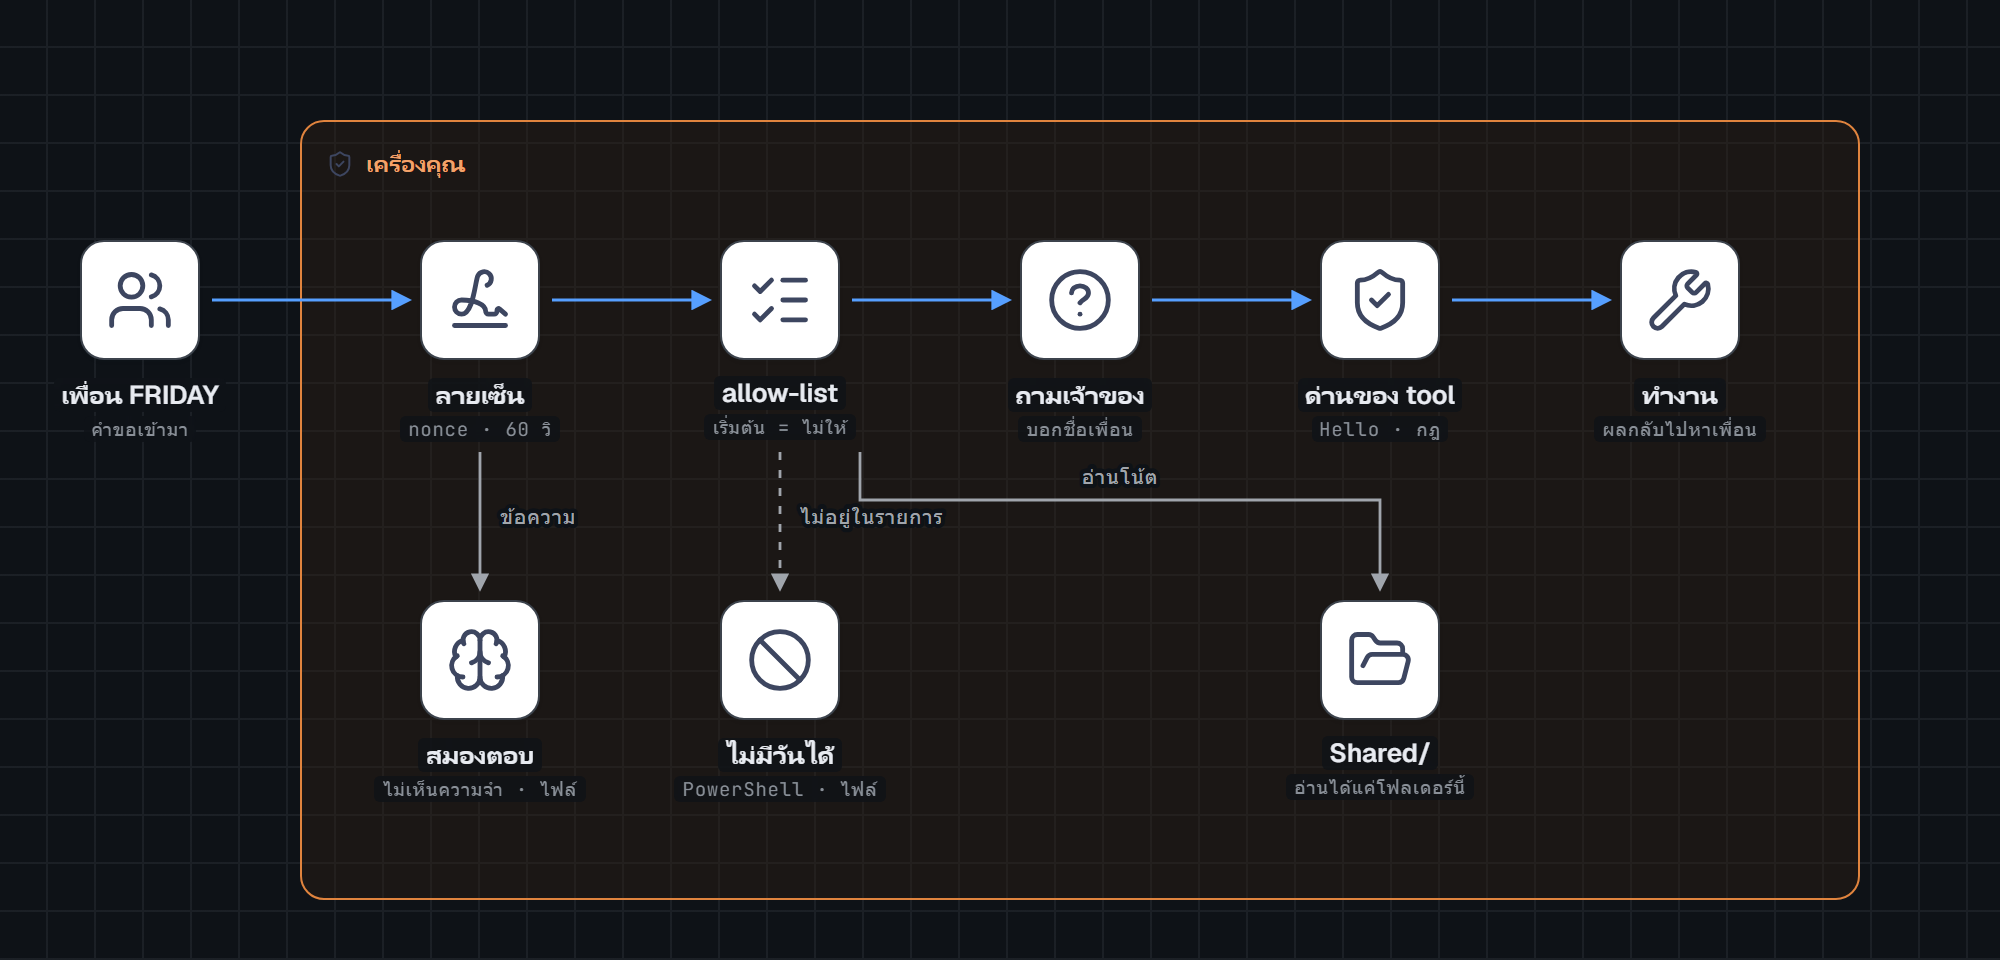 เครื่องคุณ
เพื่อน FRIDAY
คำขอเข้ามา
ลายเซ็น
nonce · 60 วิ
allow-list
เริ่มต้น = ไม่ให้
ถามเจ้าของ
บอกชื่อเพื่อน
ด่านของ tool
Hello · กฎ
ทำงาน
ผลกลับไปหาเพื่อน
อ่านโน้ต
ข้อความ
ไม่อยู่ในรายการ
สมองตอบ
ไม่เห็นความจำ · ไฟล์
ไม่มีวันได้
PowerShell · ไฟล์
Shared/
อ่านได้แค่โฟลเดอร์นี้